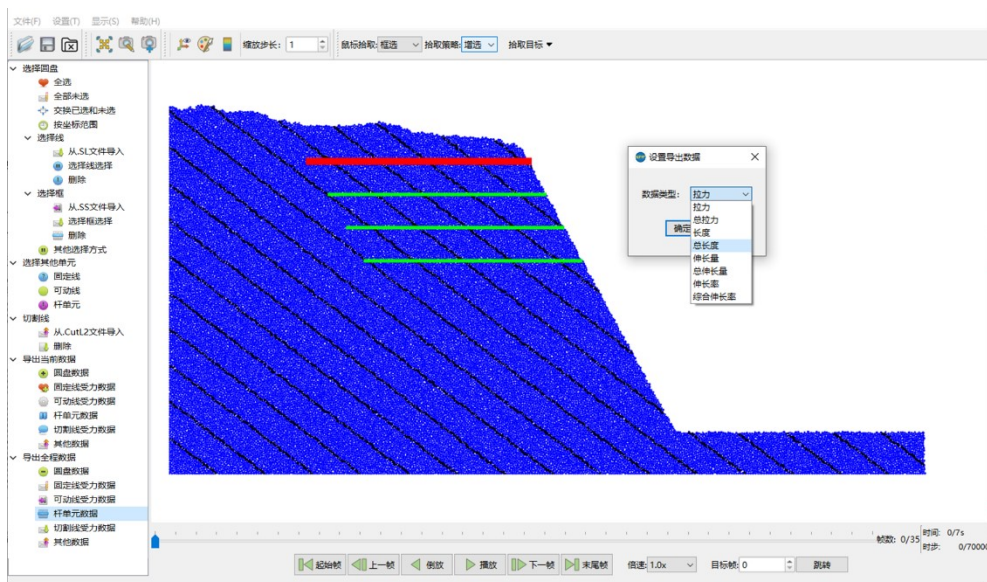 文件(F) 设置(T) 显示(S) 帮助(H)
缩放步长: 1 鼠标拾取: 框选 拾取策略: 增选 拾取目标
选择圆盘
全选
全部未选
交换已选和未选
按坐标范围
选择线
从.SL文件导入
选择线选择
删除
选择框
从.SS文件导入
选择框选择
删除
其他选择方式
选择其他单元
固定线
可动线
杆单元
切割线
从.CutL2文件导入
删除
导出当前数据
圆盘数据
固定线受力数据
可动线受力数据
杆单元数据
切割线受力数据
其他数据
导出全程数据
圆盘数据
固定线受力数据
可动线受力数据
杆单元数据
切割线受力数据
其他数据
设置导出数据
数据类型: 拉力
拉力
总拉力
长度
总长度
伸长量
总伸长量
伸长率
综合伸长率
确定
帧数: 0/35
时间: 0/7s
时步: 0/70000
起始帧 上一帧 倒放 播放 下一帧 末尾帧 倍速: 1.0x 目标帧: 0 跳转